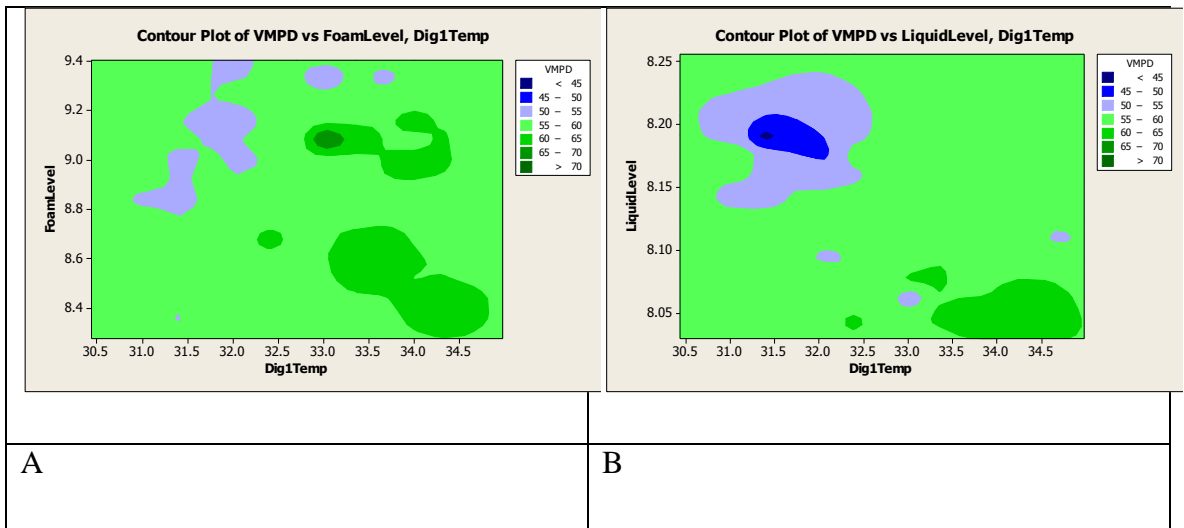 Contour Plot of VMPD vs FoamLevel, Dig1Temp
FoamLevel
9.4
9.2
9.0
8.8
8.6
8.4
30.5 31.0 31.5 32.0 32.5 33.0 33.5 34.0 34.5
Dig1Temp
VMPD
< 45
45 – 50
50 – 55
55 – 60
60 – 65
65 – 70
> 70
Contour Plot of VMPD vs LiquidLevel, Dig1Temp
LiquidLevel
8.25
8.20
8.15
8.10
8.05
30.5 31.0 31.5 32.0 32.5 33.0 33.5 34.0 34.5
Dig1Temp
VMPD
< 45
45 – 50
50 – 55
55 – 60
60 – 65
65 – 70
> 70
A
B